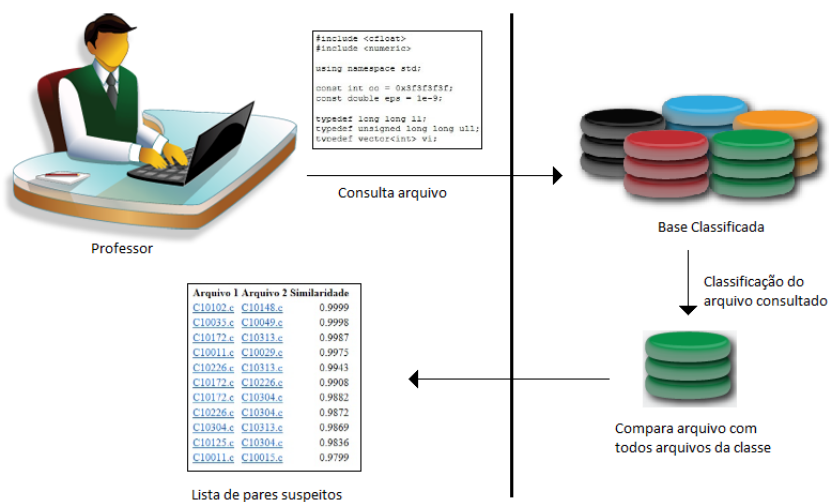 #include <cfloat>
#include <numeric>
using namespace std;
const int oo = 0x3f3f3f3f;
const double eps = 1e-9;
typedef long long ll;
typedef unsigned long long ull;
typedef vector<int> vi;
Consulta arquivo
Professor
Base Classificada
Classificação do
arquivo consultado
Compara arquivo com
todos arquivos da classe
Arquivo 1 Arquivo 2 Similaridade
C10102.c C10148.c 0.9999
C10035.c C10049.c 0.9998
C10172.c C10313.c 0.9987
C10011.c C10029.c 0.9975
C10226.c C10313.c 0.9943
C10172.c C10226.c 0.9908
C10172.c C10304.c 0.9882
C10226.c C10304.c 0.9872
C10304.c C10313.c 0.9869
C10125.c C10304.c 0.9836
C10011.c C10015.c 0.9799
Lista de pares suspeitos